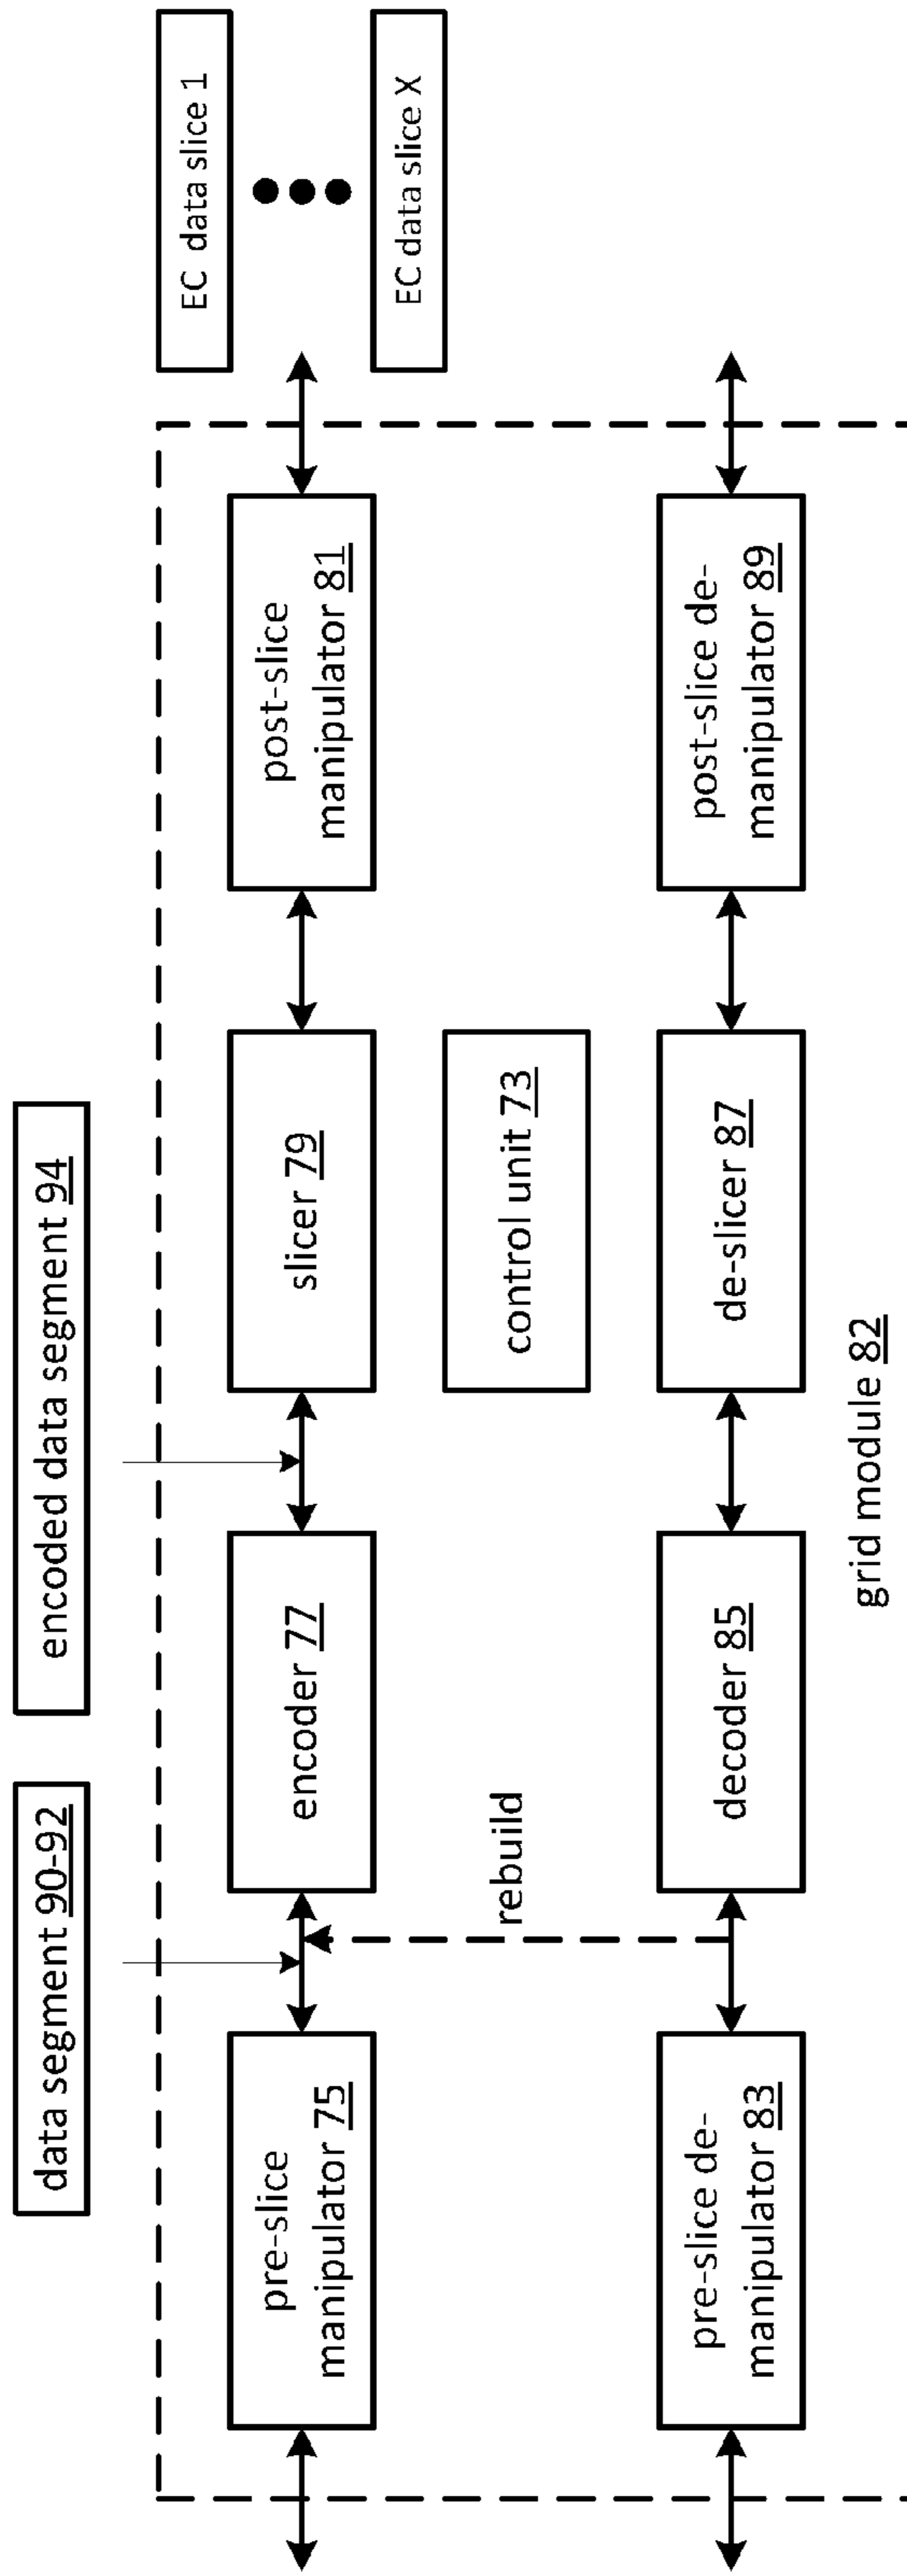 data segment 90-92
encoded data segment 94
pre-slice
manipulator 75
encoder 77
slicer 79
post-slice
manipulator 81
EC data slice 1
EC data slice X
rebuild
control unit 73
pre-slice de-
manipulator 83
decoder 85
de-slicer 87
post-slice de-
manipulator 89
grid module 82